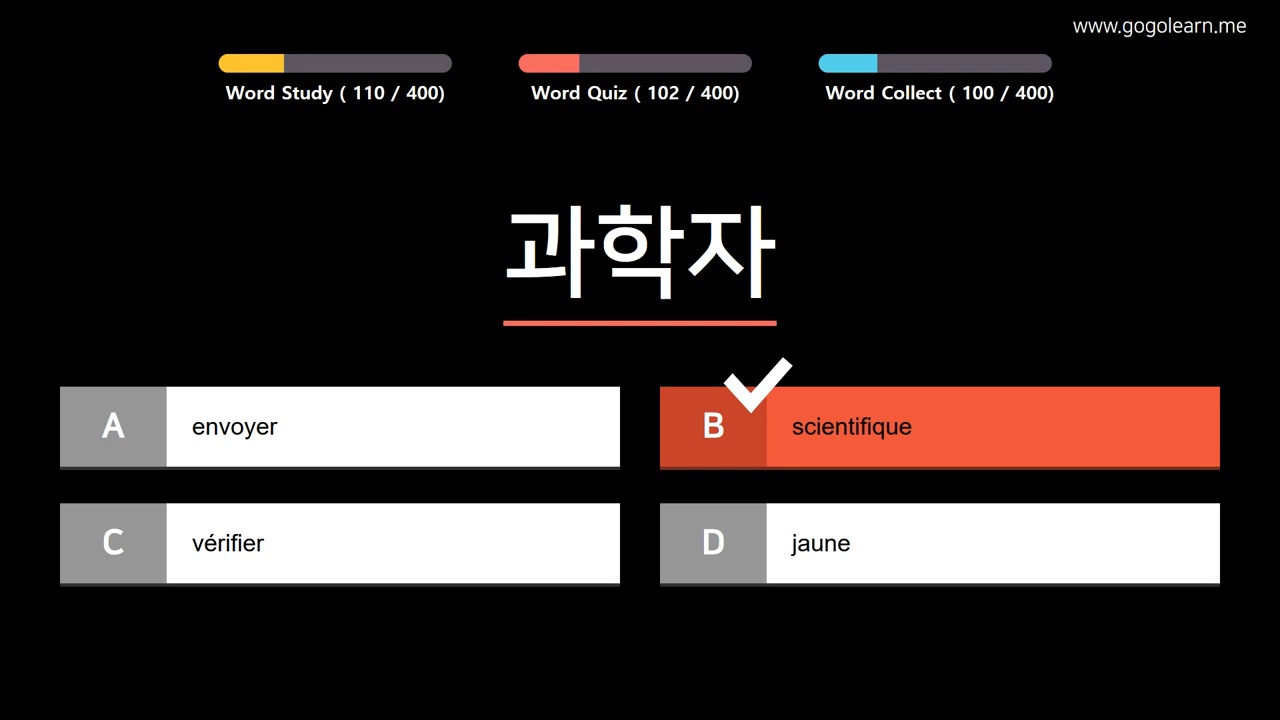 www.gogolearn.me
Word Study ( 110 / 400)
Word Quiz ( 102 / 400)
Word Collect ( 100 / 400)
과학자
A envoyer
B scientifique
C vérifier
D jaune